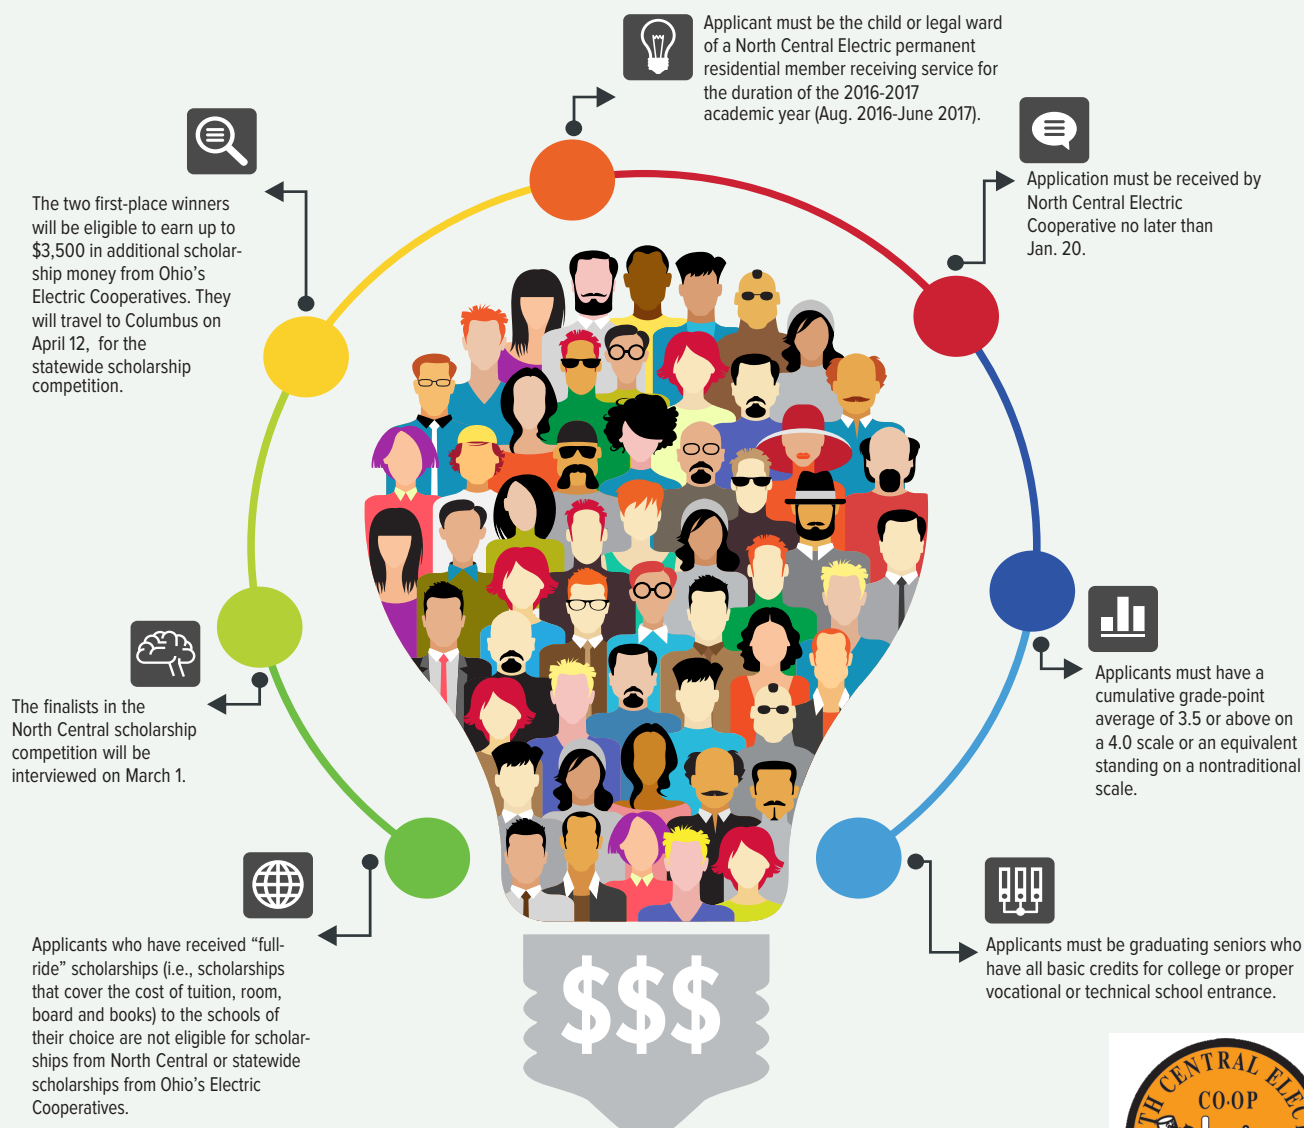 Applicant must be the child or legal ward
of a North Central Electric permanent
residential member receiving service for
the duration of the 2016-2017
academic year (Aug. 2016-June 2017).
Application must be received by
North Central Electric
Cooperative no later than
Jan. 20.
The two first-place winners
will be eligible to earn up to
$3,500 in additional scholar-
ship money from Ohio's
Electric Cooperatives. They
will travel to Columbus on
April 12,  for the
statewide scholarship
competition.
Applicants must have a
cumulative grade-point
average of 3.5 or above on
a 4.0 scale or an equivalent
standing on a nontraditional
scale.
The finalists in the
North Central scholarship
competition will be
interviewed on March 1.
Applicants who have received “full-
ride” scholarships (i.e., scholarships
that cover the cost of tuition, room,
board and books) to the schools of
their choice are not eligible for scholar-
ships from North Central or statewide
scholarships from Ohio's Electric
Cooperatives.
Applicants must be graduating seniors who
have all basic credits for college or proper
vocational or technical school entrance.
$$$
CENTRAL
CO-OP